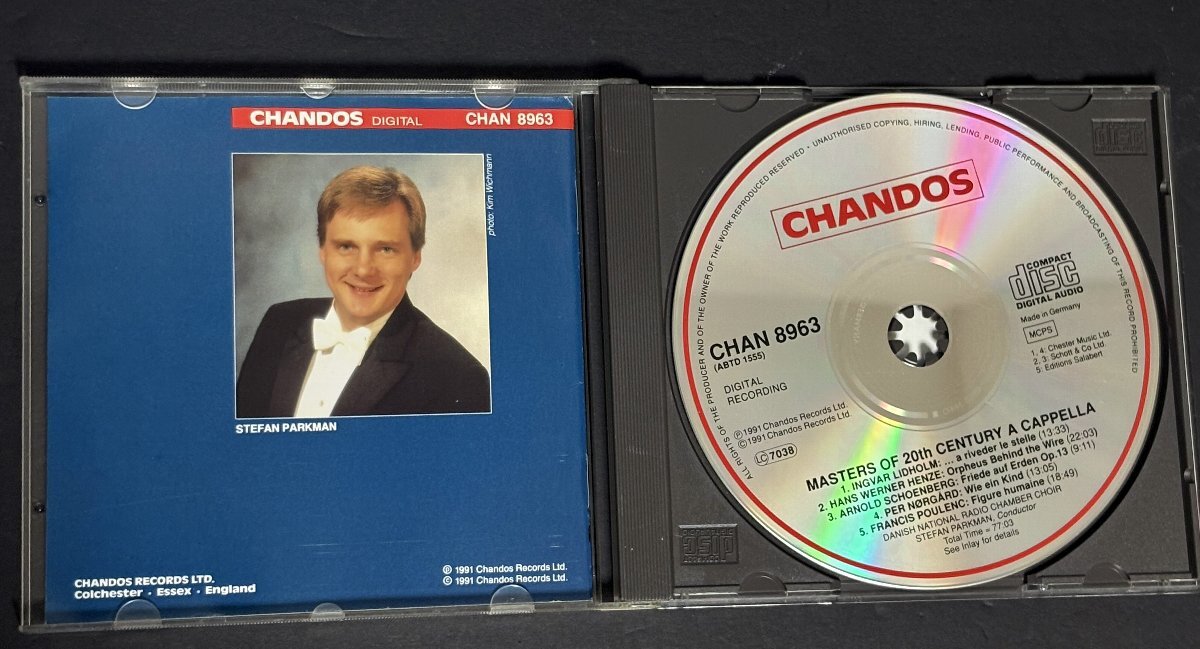 CHANDOS DIGITAL CHAN 8963
photo: Kim Wichmann
STEFAN PARKMAN
CHANDOS RECORDS LTD.
Colchester · Essex · England
℗ 1991 Chandos Records Ltd.
© 1991 Chandos Records Ltd.
ALL RIGHTS OF THE PRODUCER AND OF THE OWNER OF THE WORK REPRODUCED RESERVED · UNAUTHORISED COPYING, HIRING, LENDING, PUBLIC PERFORMANCE AND BROADCASTING OF THIS RECORD PROHIBITED
CHANDOS
COMPACT
disc
DIGITAL AUDIO
Made in Germany
MCPS
1, 4: Chester Music Ltd.
2, 3: Schott & Co Ltd.
5: Editions Salabert
CHAN 8963
(ABTD 1555)
DIGITAL
RECORDING
℗1991 Chandos Records Ltd.
©1991 Chandos Records Ltd.
LC 7038
MASTERS OF 20th CENTURY A CAPPELLA
1. INGVAR LIDHOLM: ... a riveder le stelle (13:33)
2. HANS WERNER HENZE: Orpheus Behind the Wire (22:03)
3. ARNOLD SCHOENBERG: Friede auf Erden Op.13 (9:11)
4. PER NØRGÅRD: Wie ein Kind (13:05)
5. FRANCIS POULENC: Figure humaine (18:49)
DANISH NATIONAL RADIO CHAMBER CHOIR
STEFAN PARKMAN, Conductor
Total Time = 77:03
See Inlay for details